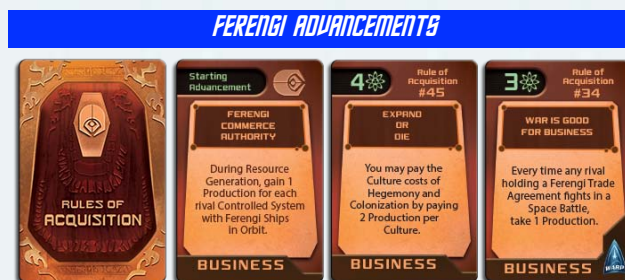 FERENGI ADVANCEMENTS
RULES OF
ACQUISITION
Starting
Advancement
FERENGI
COMMERCE
AUTHORITY
During Resource
Generation, gain 1
Production for each
rival Controlled System
with Ferengi Ships
in Orbit.
BUSINESS
4
Rule of
Acquisition
#45
EXPAND
OR
DIE
You may pay the
Culture costs of
Hegemony and
Colonization by paying
2 Production per
Culture.
BUSINESS
3
Rule of
Acquisition
#34
WAR IS GOOD
FOR BUSINESS
Every time any rival
holding a Ferengi Trade
Agreement fights in a
Space Battle,
take 1 Production.
BUSINESS